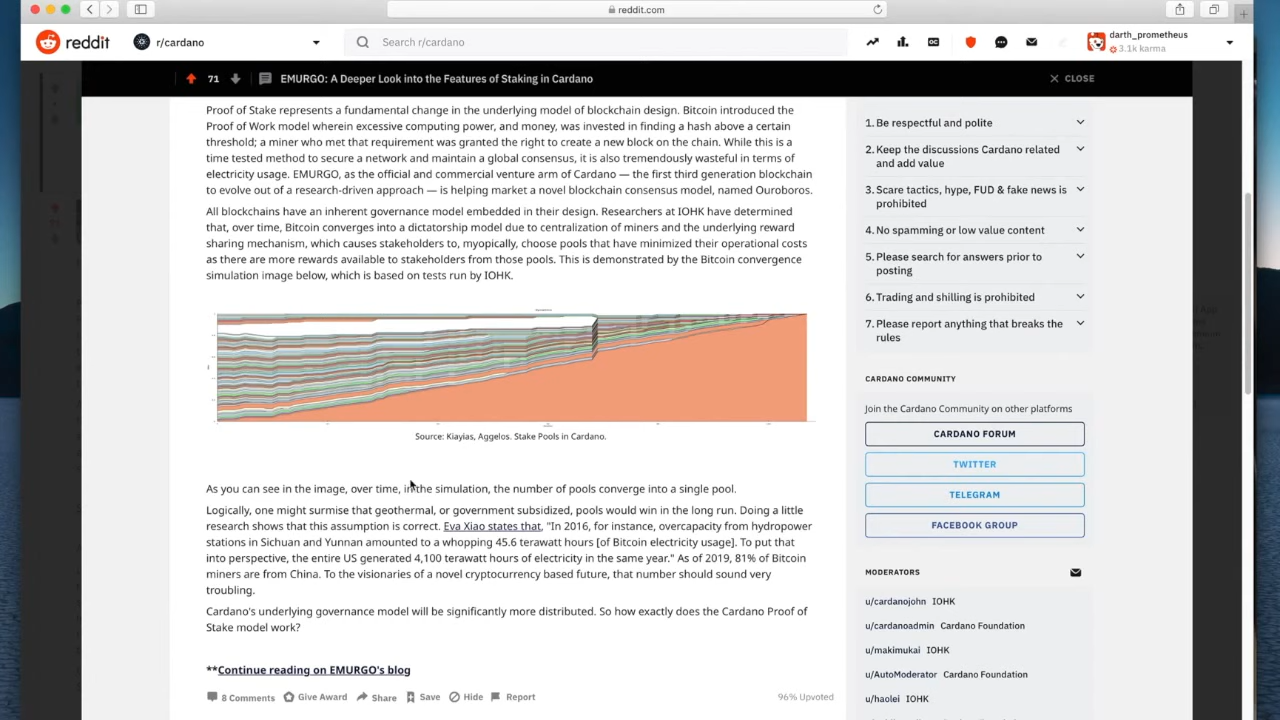 reddit.com
reddit
r/cardano
Search r/cardano
darth_prometheus
3.1k karma
71
EMURGO: A Deeper Look into the Features of Staking in Cardano
CLOSE
Proof of Stake represents a fundamental change in the underlying model of blockchain design. Bitcoin introduced the
Proof of Work model wherein excessive computing power, and money, was invested in finding a hash above a certain
threshold; a miner who met that requirement was granted the right to create a new block on the chain. While this is a
time tested method to secure a network and maintain a global consensus, it is also tremendously wasteful in terms of
electricity usage. EMURGO, as the official and commercial venture arm of Cardano — the first third generation blockchain
to evolve out of a research-driven approach — is helping market a novel blockchain consensus model, named Ouroboros.
All blockchains have an inherent governance model embedded in their design. Researchers at IOHK have determined
that, over time, Bitcoin converges into a dictatorship model due to centralization of miners and the underlying reward
sharing mechanism, which causes stakeholders to, myopically, choose pools that have minimized their operational costs
as there are more rewards available to stakeholders from those pools. This is demonstrated by the Bitcoin convergence
simulation image below, which is based on tests run by IOHK.
Source: Kiayias, Aggelos. Stake Pools in Cardano.
As you can see in the image, over time, in the simulation, the number of pools converge into a single pool.
Logically, one might surmise that geothermal, or government subsidized, pools would win in the long run. Doing a little
research shows that this assumption is correct. Eva Xiao states that, "In 2016, for instance, overcapacity from hydropower
stations in Sichuan and Yunnan amounted to a whopping 45.6 terawatt hours [of Bitcoin electricity usage]. To put that
into perspective, the entire US generated 4,100 terawatt hours of electricity in the same year." As of 2019, 81% of Bitcoin
miners are from China. To the visionaries of a novel cryptocurrency based future, that number should sound very
troubling.
Cardano's underlying governance model will be significantly more distributed. So how exactly does the Cardano Proof of
Stake model work?
**Continue reading on EMURGO's blog
8 Comments Give Award Share Save Hide Report
96% Upvoted
1. Be respectful and polite
2. Keep the discussions Cardano related
and add value
3. Scare tactics, hype, FUD & fake news is
prohibited
4. No spamming or low value content
5. Please search for answers prior to
posting
6. Trading and shilling is prohibited
7. Please report anything that breaks the
rules
CARDANO COMMUNITY
Join the Cardano Community on other platforms
CARDANO FORUM
TWITTER
TELEGRAM
FACEBOOK GROUP
MODERATORS
u/cardanojohn IOHK
u/cardanoadmin Cardano Foundation
u/makimukai IOHK
u/AutoModerator Cardano Foundation
u/haolei IOHK